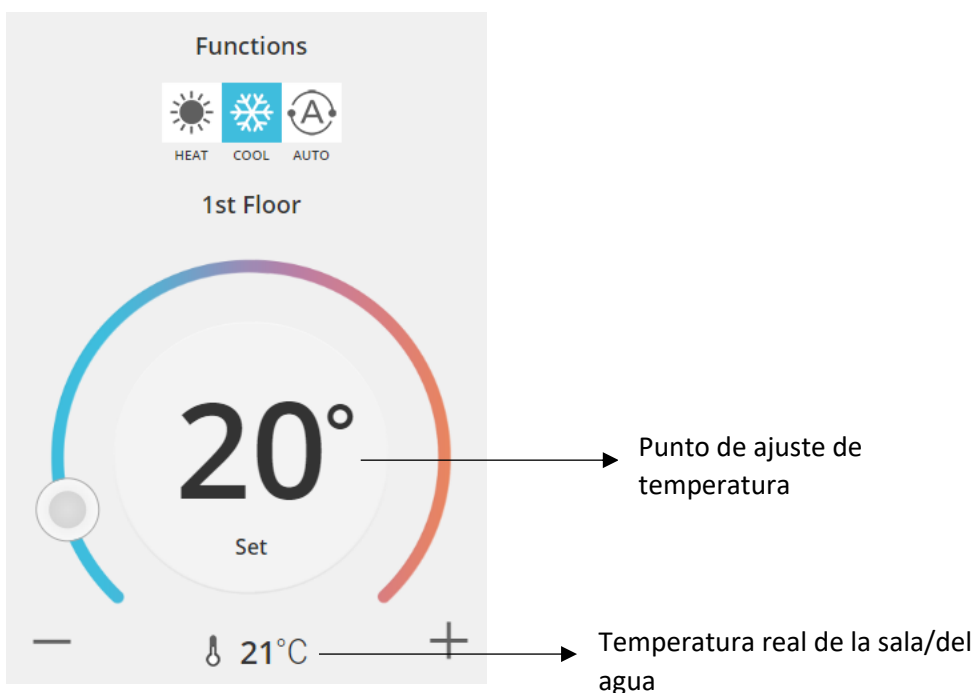 Functions
HEAT COOL AUTO
1st Floor
20°
Set
21°C
Punto de ajuste de
temperatura
Temperatura real de la sala/del
agua